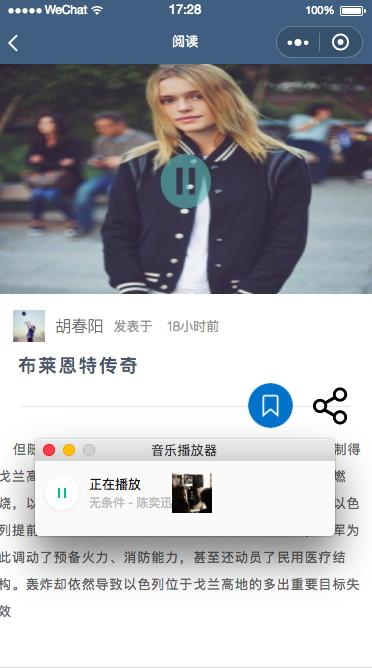 WeChat 17:28 100%
阅读
胡春阳 发表于 18小时前
布莱恩特传奇
但随 制得
音乐播放器
戈兰高 燃
正在播放
烧，以 以色
无条件 - 陈奕迅
列提前 军为
此调动了预备火力、消防能力，甚至还动员了民用医疗结
构。轰炸却依然导致以色列位于戈兰高地的多出重要目标失
效